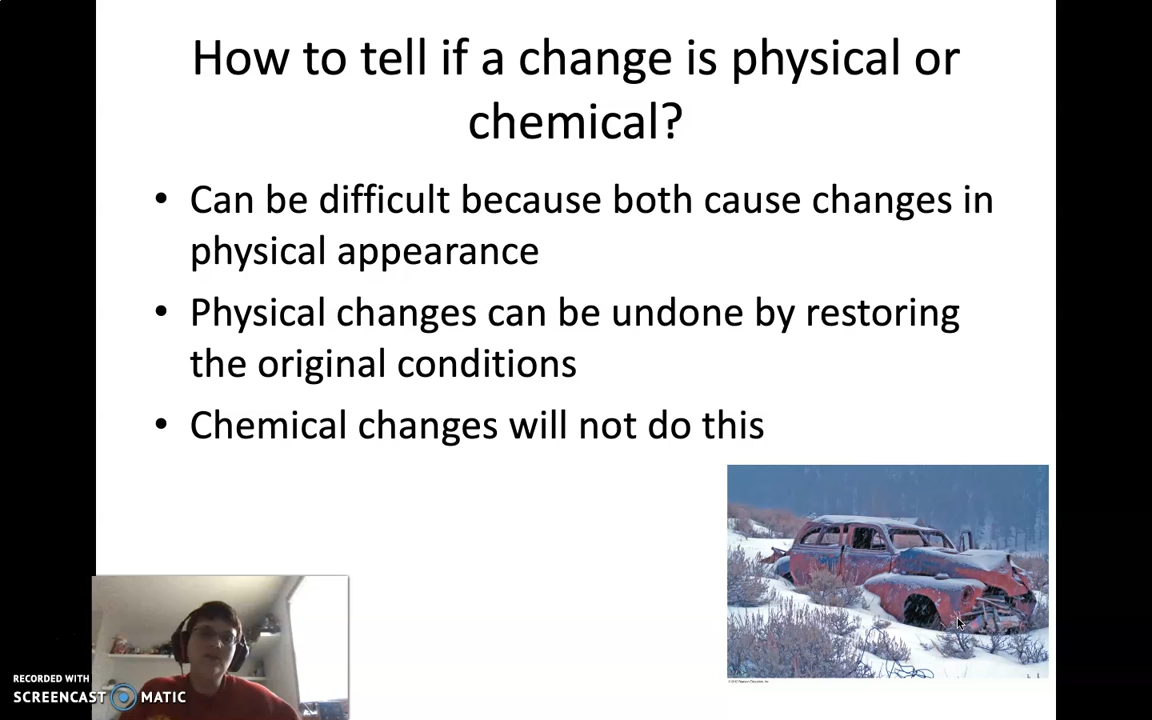 How to tell if a change is physical or
chemical?
• Can be difficult because both cause changes in
physical appearance
• Physical changes can be undone by restoring
the original conditions
• Chemical changes will not do this
RECORDED WITH
SCREENCAST MATIC